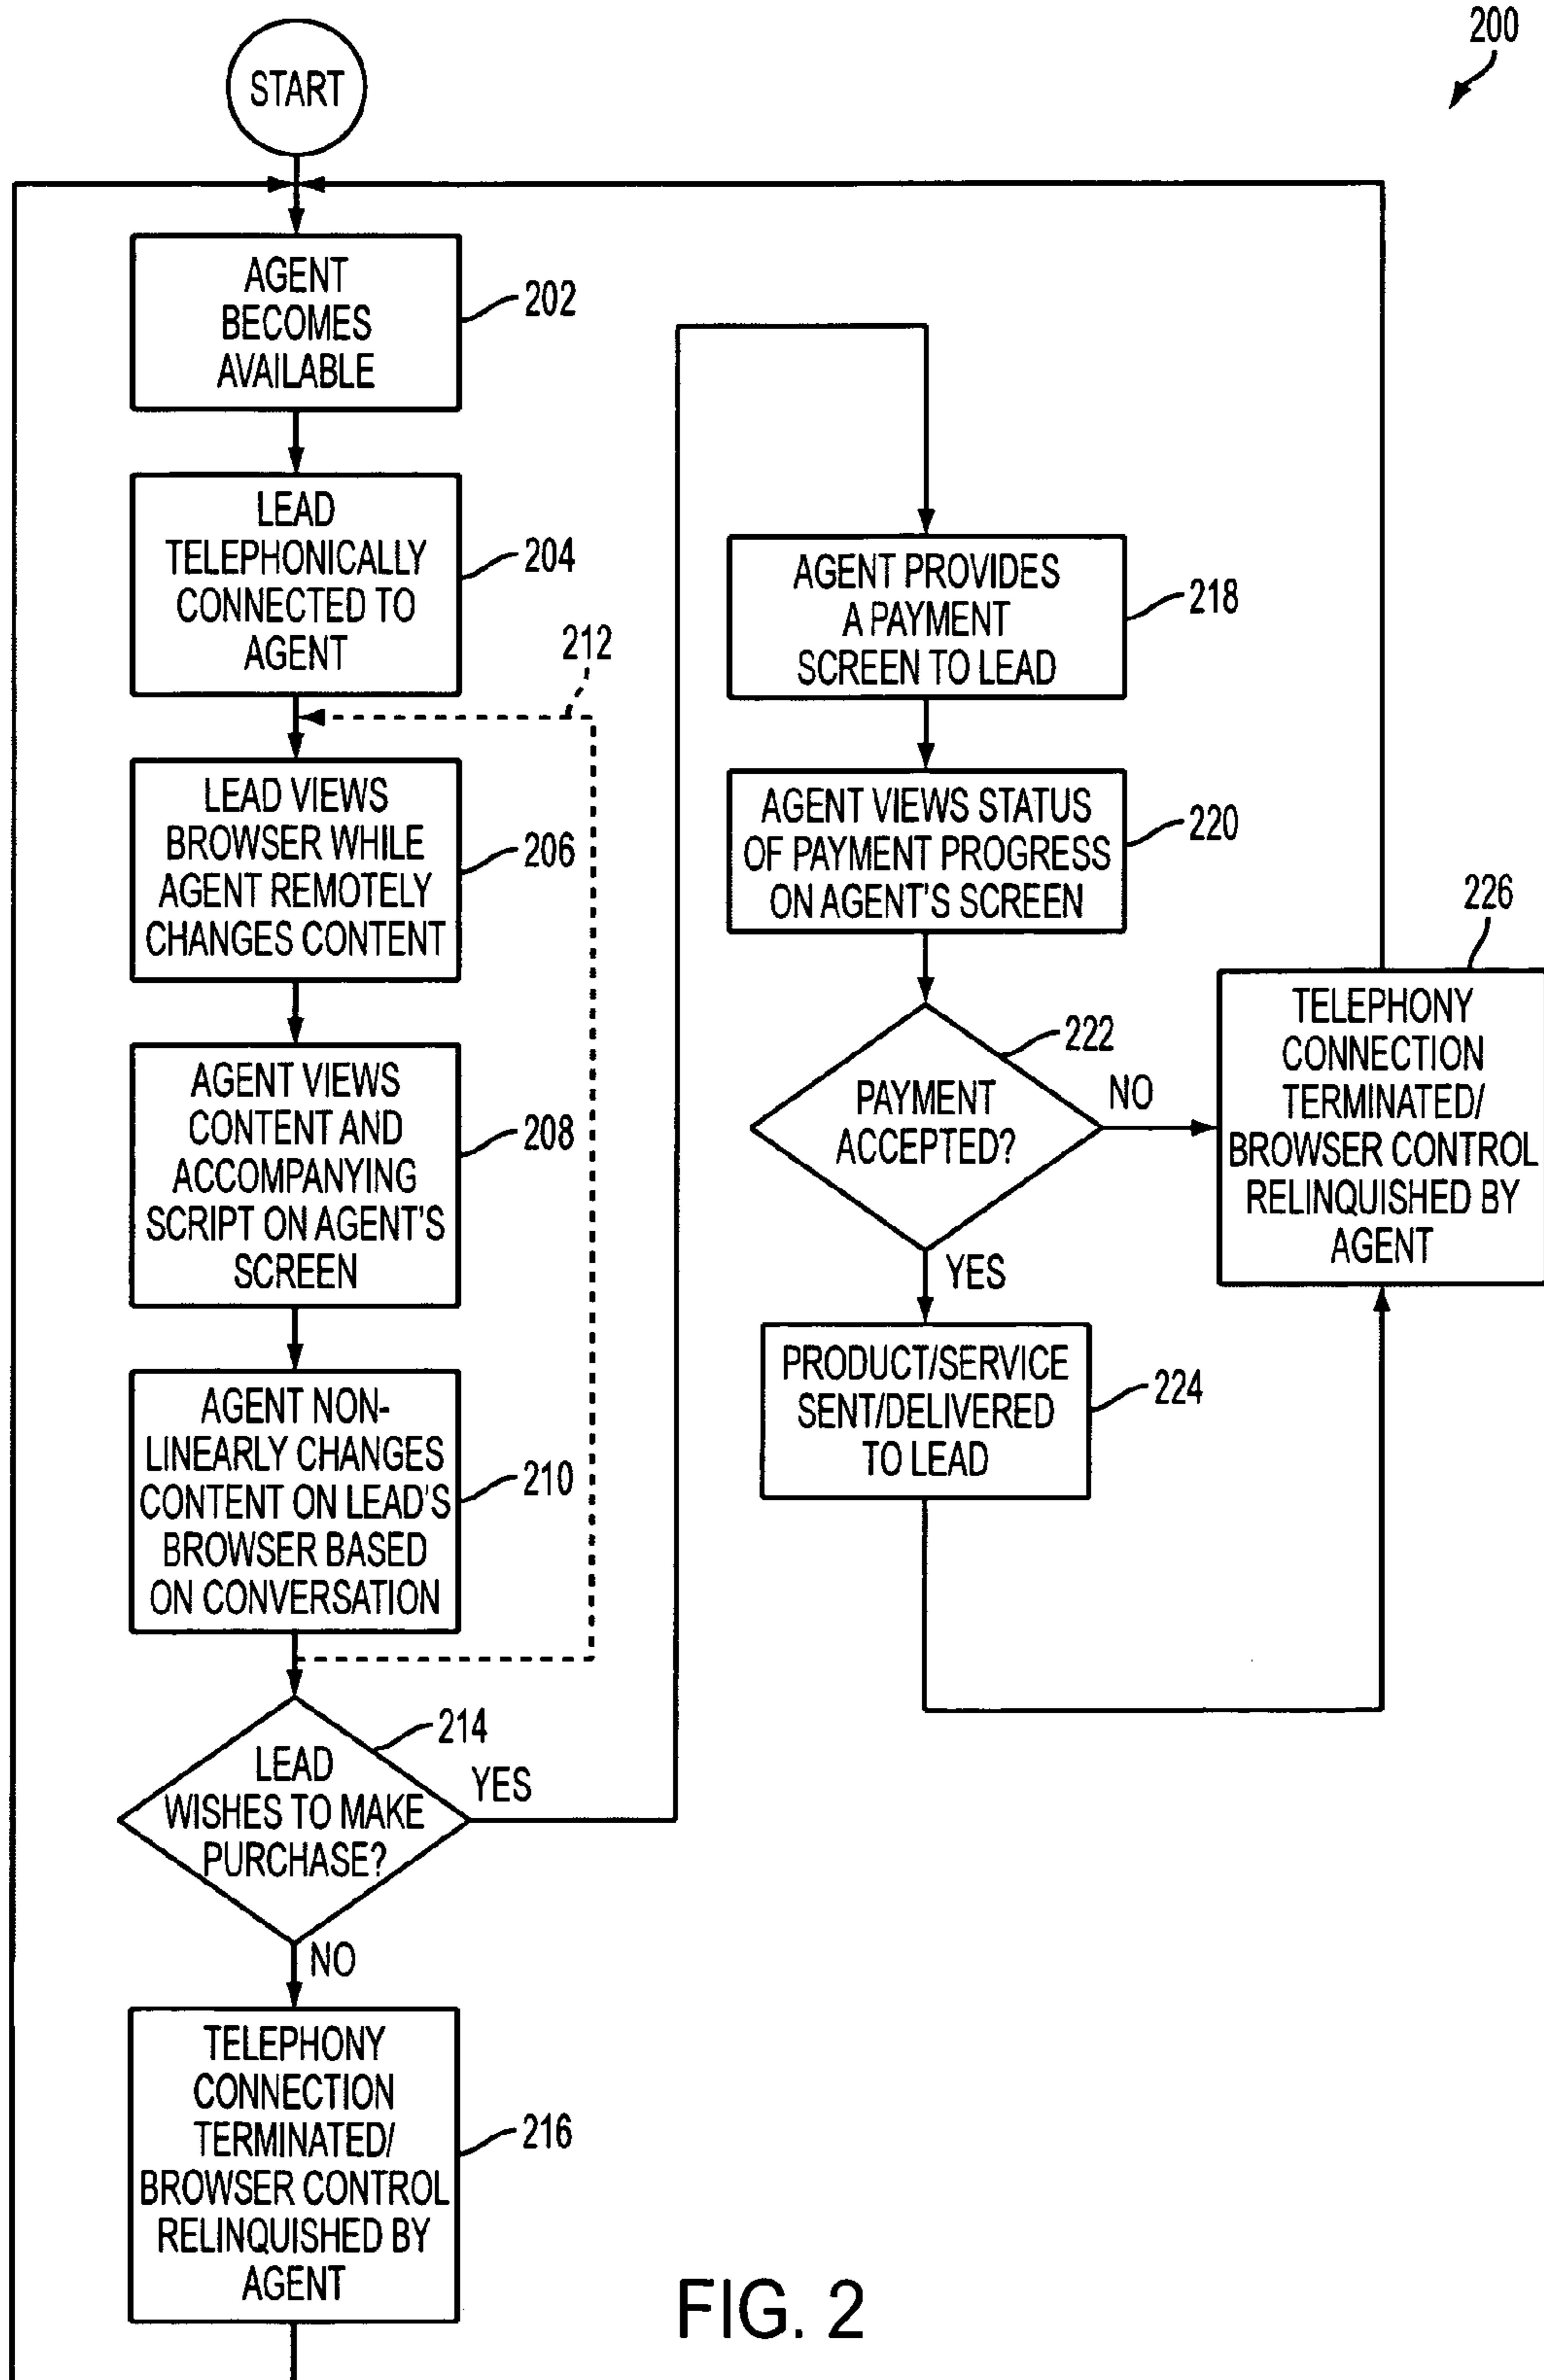 200
START
AGENT
BECOMES
AVAILABLE
202
LEAD
TELEPHONICALLY
CONNECTED TO
AGENT
204
212
LEAD VIEWS
BROWSER WHILE
AGENT REMOTELY
CHANGES CONTENT
206
AGENT VIEWS
CONTENT AND
ACCOMPANYING
SCRIPT ON AGENT'S
SCREEN
208
AGENT NON-
LINEARLY CHANGES
CONTENT ON LEAD'S
BROWSER BASED
ON CONVERSATION
210
214
LEAD
WISHES TO MAKE
PURCHASE?
YES
NO
TELEPHONY
CONNECTION
TERMINATED/
BROWSER CONTROL
RELINQUISHED BY
AGENT
216
AGENT PROVIDES
A PAYMENT
SCREEN TO LEAD
218
AGENT VIEWS STATUS
OF PAYMENT PROGRESS
ON AGENT'S SCREEN
220
222
PAYMENT
ACCEPTED?
NO
YES
PRODUCT/SERVICE
SENT/DELIVERED
TO LEAD
224
226
TELEPHONY
CONNECTION
TERMINATED/
BROWSER CONTROL
RELINQUISHED BY
AGENT
FIG. 2